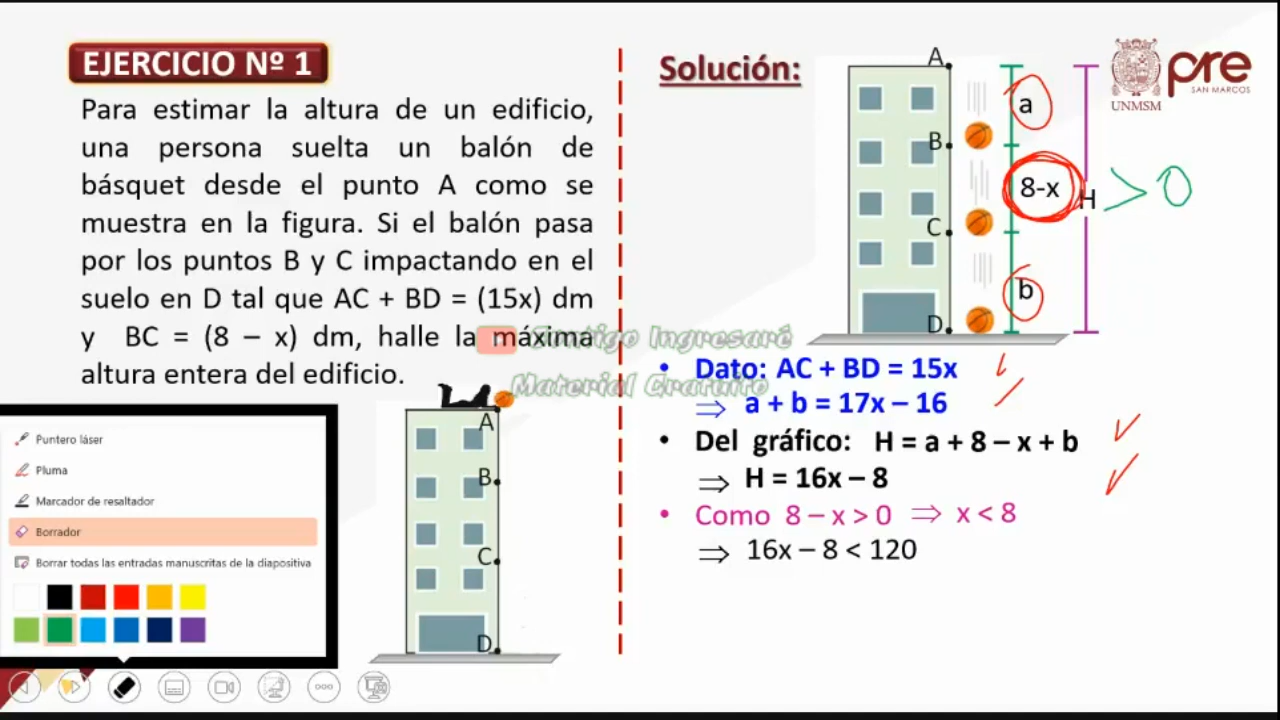 EJERCICIO Nº 1
Para estimar la altura de un edificio,
una persona suelta un balón de
básquet desde el punto A como se
muestra en la figura. Si el balón pasa
por los puntos B y C impactando en el
suelo en D tal que AC + BD = (15x) dm
y BC = (8 – x) dm, halle la máxima
altura entera del edificio.
A
B
C
D
Puntero láser
Pluma
Marcador de resaltador
Borrador
Borrar todas las entradas manuscritas de la diapositiva
Contigo Ingresaré
Material Gratuito
Solución:
A
a
B
8-x
H > 0
C
b
D
UNMSM
pre
SAN MARCOS
• Dato: AC + BD = 15x
⇒ a + b = 17x – 16
• Del gráfico: H = a + 8 – x + b
⇒ H = 16x – 8
• Como 8 – x > 0 ⇒ x < 8
⇒ 16x – 8 < 120